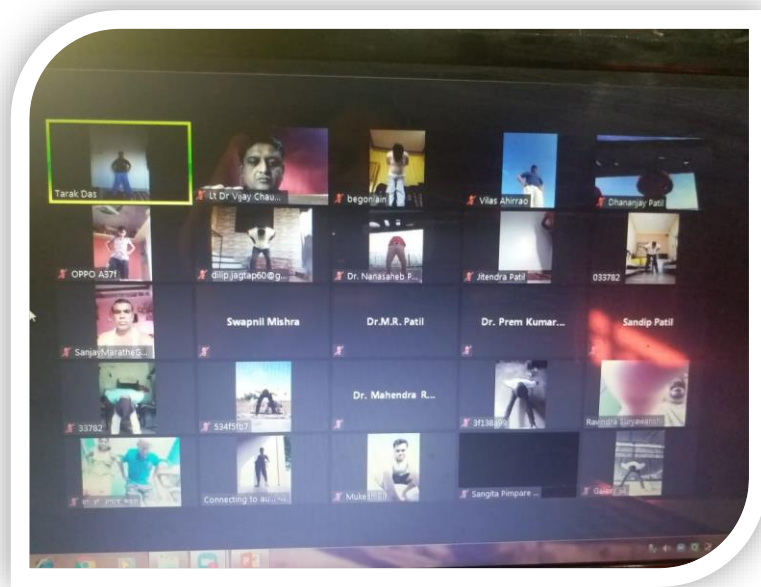 Tarak Das
Lt Dr Vijay Chau...
begonia
Vilas Ahirrao
Dhananjay Patil
OPPO A37f
dilip.jagtap60@g...
Dr. Nanasaheb P...
Jitendra Patil
033782
SanjayMaratheG...
Swapnil Mishra
Dr.M.R. Patil
Dr. Prem Kumar...
Sandip Patil
33782
534f5fb7
Dr. Mahendra R...
3f138a99
Ravindra Suryawanshi
Connecting to au...
Sangita Pimpare ...